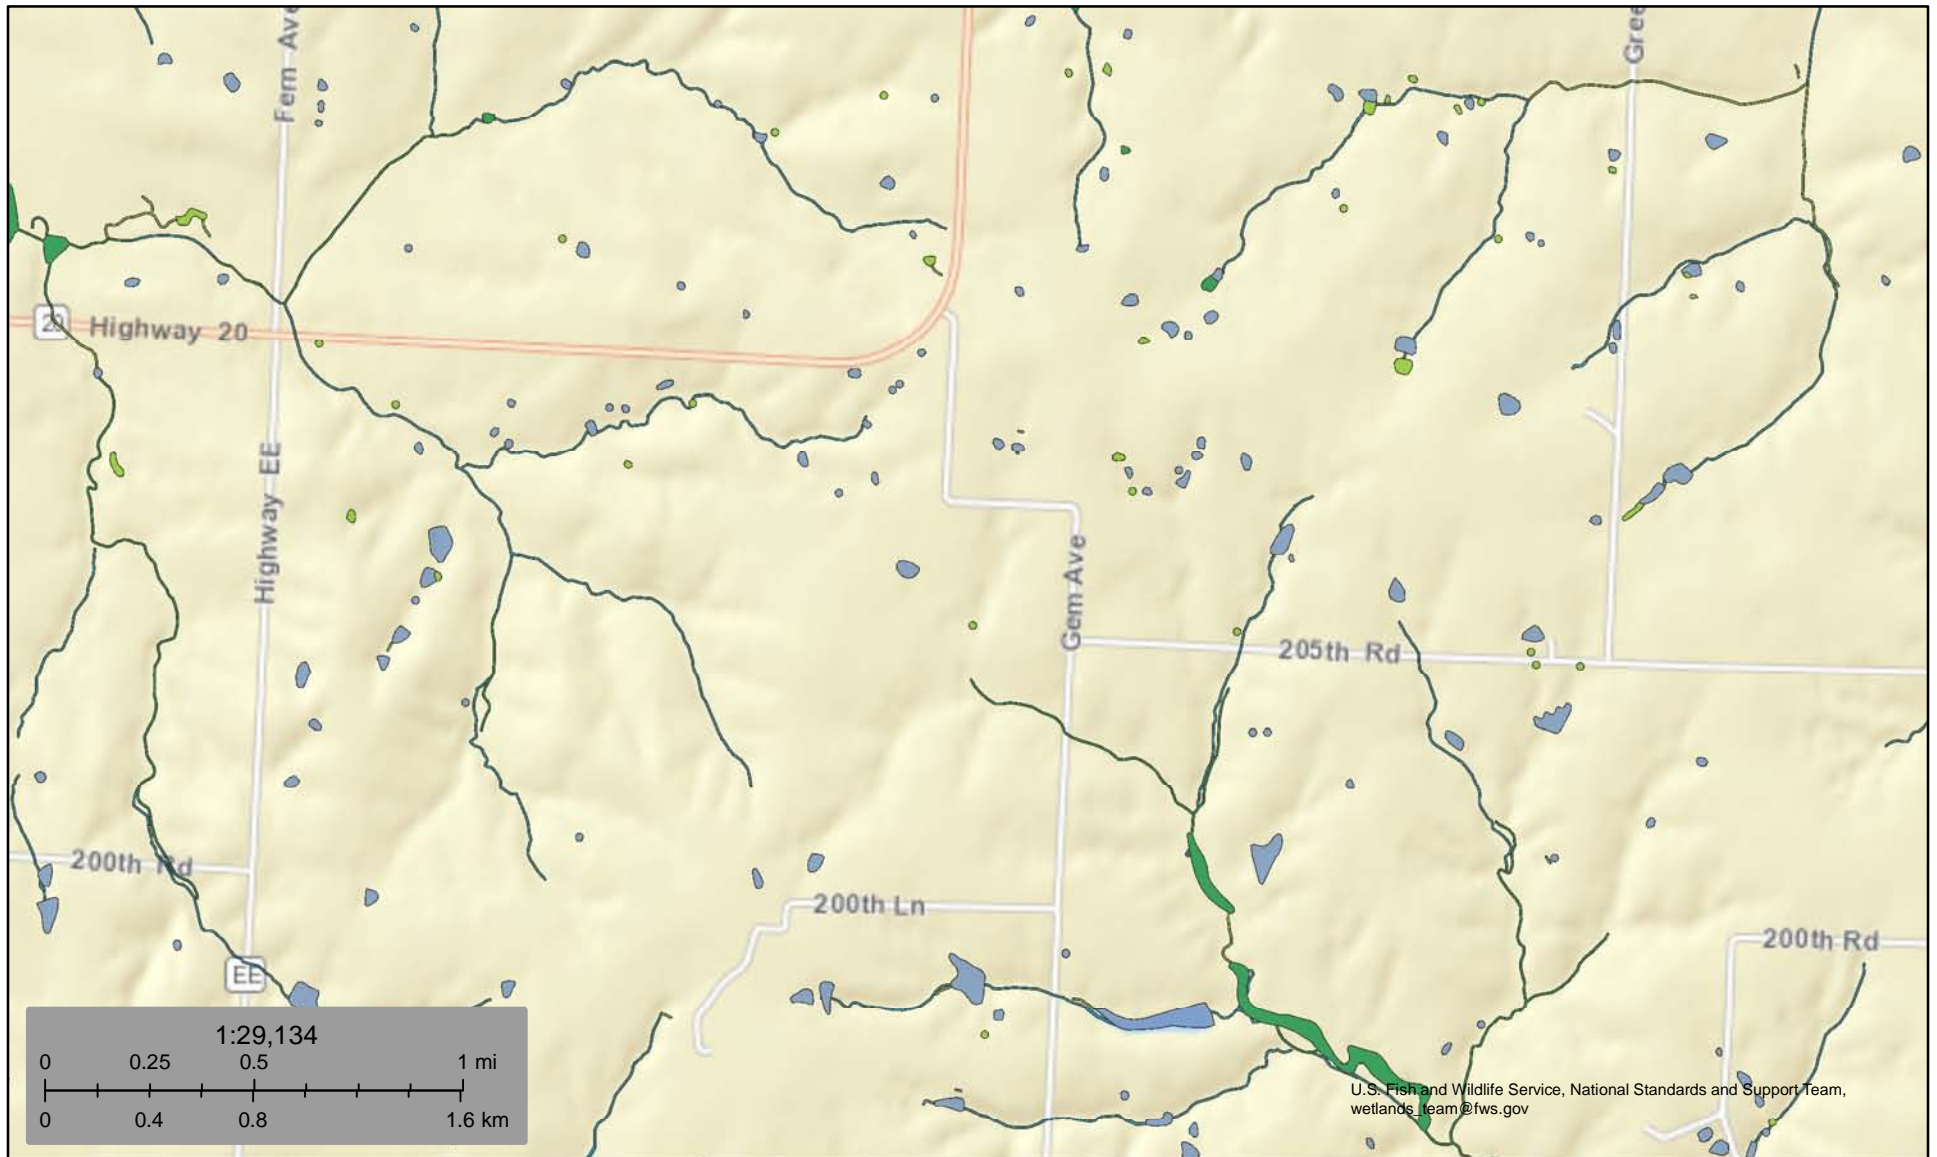 Fern Ave
Gree
20
Highway 20
Highway EE
Gem Ave
205th Rd
200th Rd
200th Ln
200th Rd
EE
1:29,134
0 0.25 0.5 1 mi
0 0.4 0.8 1.6 km
U.S. Fish and Wildlife Service, National Standards and Support Team,
wetlands_team@fws.gov